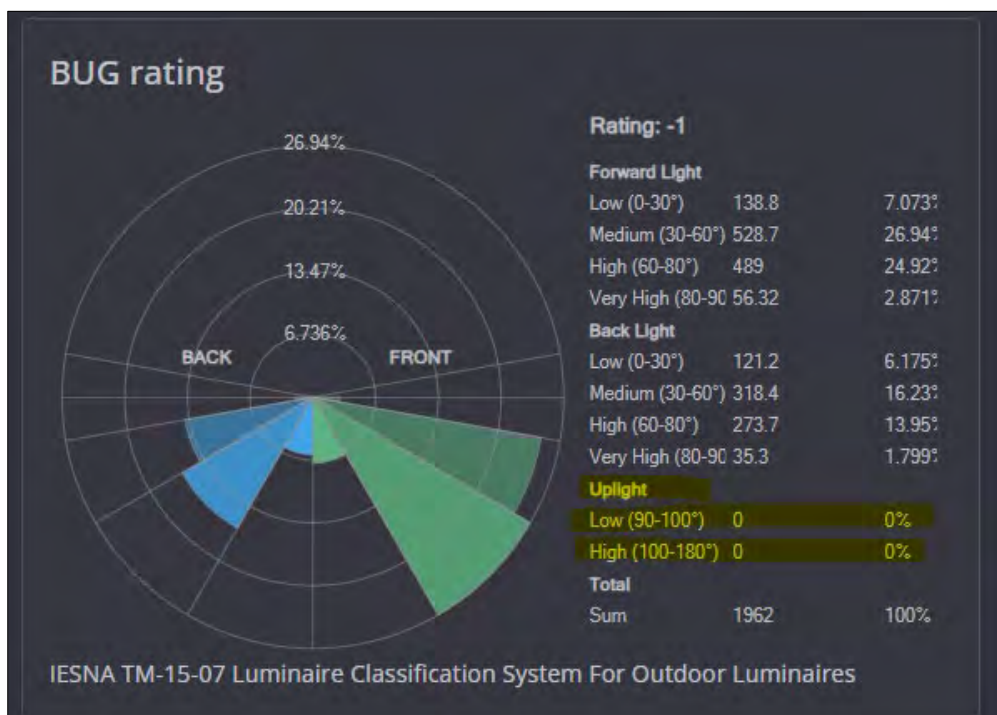 BUG rating
26.94%
20.21%
13.47%
6.736%
BACK FRONT
Rating: -1
Forward Light
Low (0-30°) 138.8 7.073%
Medium (30-60°) 528.7 26.94%
High (60-80°) 489 24.92%
Very High (80-90 56.32 2.871%
Back Light
Low (0-30°) 121.2 6.175%
Medium (30-60°) 318.4 16.23%
High (60-80°) 273.7 13.95%
Very High (80-90 35.3 1.799%
Uplight
Low (90-100°) 0 0%
High (100-180°) 0 0%
Total
Sum 1962 100%
IESNA TM-15-07 Luminaire Classification System For Outdoor Luminaires